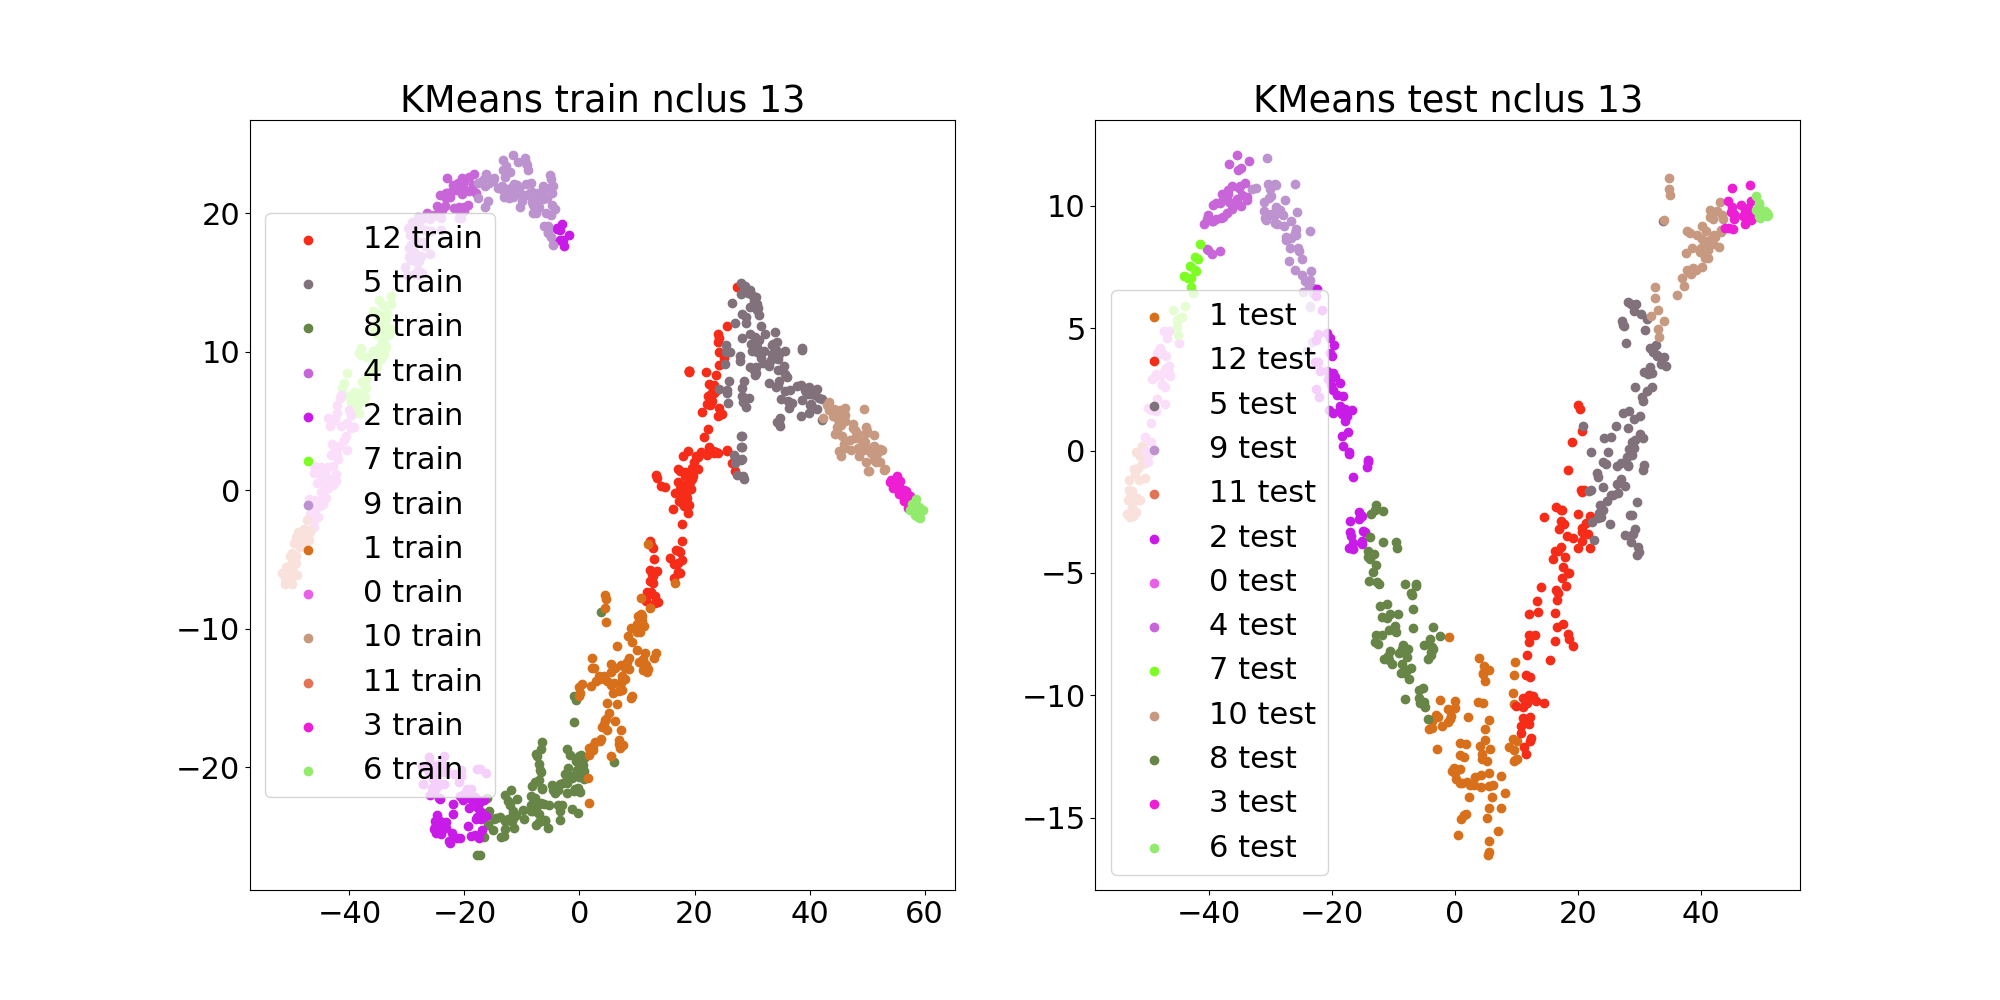 KMeans train nclus 13
20
10
0
−10
−20
−40
−20
0
20
40
60
12 train
5 train
8 train
4 train
2 train
7 train
9 train
1 train
0 train
10 train
11 train
3 train
6 train
KMeans test nclus 13
10
5
0
−5
−10
−15
−40
−20
0
20
40
1 test
12 test
5 test
9 test
11 test
2 test
0 test
4 test
7 test
10 test
8 test
3 test
6 test